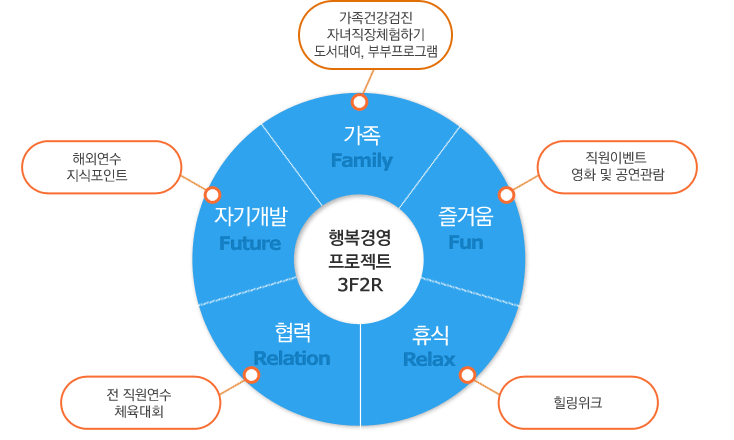 가족건강검진
자녀직장체험하기
도서대여, 부부프로그램
가족
Family
해외연수
지식포인트
직원이벤트
영화 및 공연관람
자기개발
Future
즐거움
Fun
행복경영
프로젝트
3F2R
협력
Relation
휴식
Relax
전 직원연수
체육대회
힐링위크